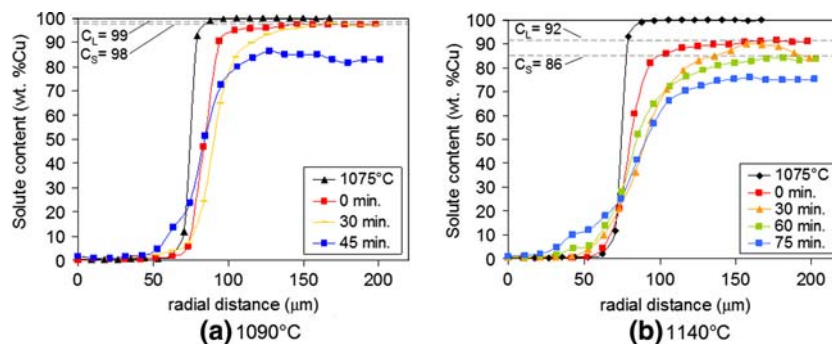 Solute content (wt. %Cu)
100
90
80
70
60
50
40
30
20
10
0
C_L = 99
C_S = 98
1075°C
0 min.
30 min.
45 min.
0 50 100 150 200
radial distance (μm)
(a) 1090°C
Solute content (wt. %Cu)
100
90
80
70
60
50
40
30
20
10
0
C_L = 92
C_S = 86
1075°C
0 min.
30 min.
60 min.
75 min.
0 50 100 150 200
radial distance (μm)
(b) 1140°C